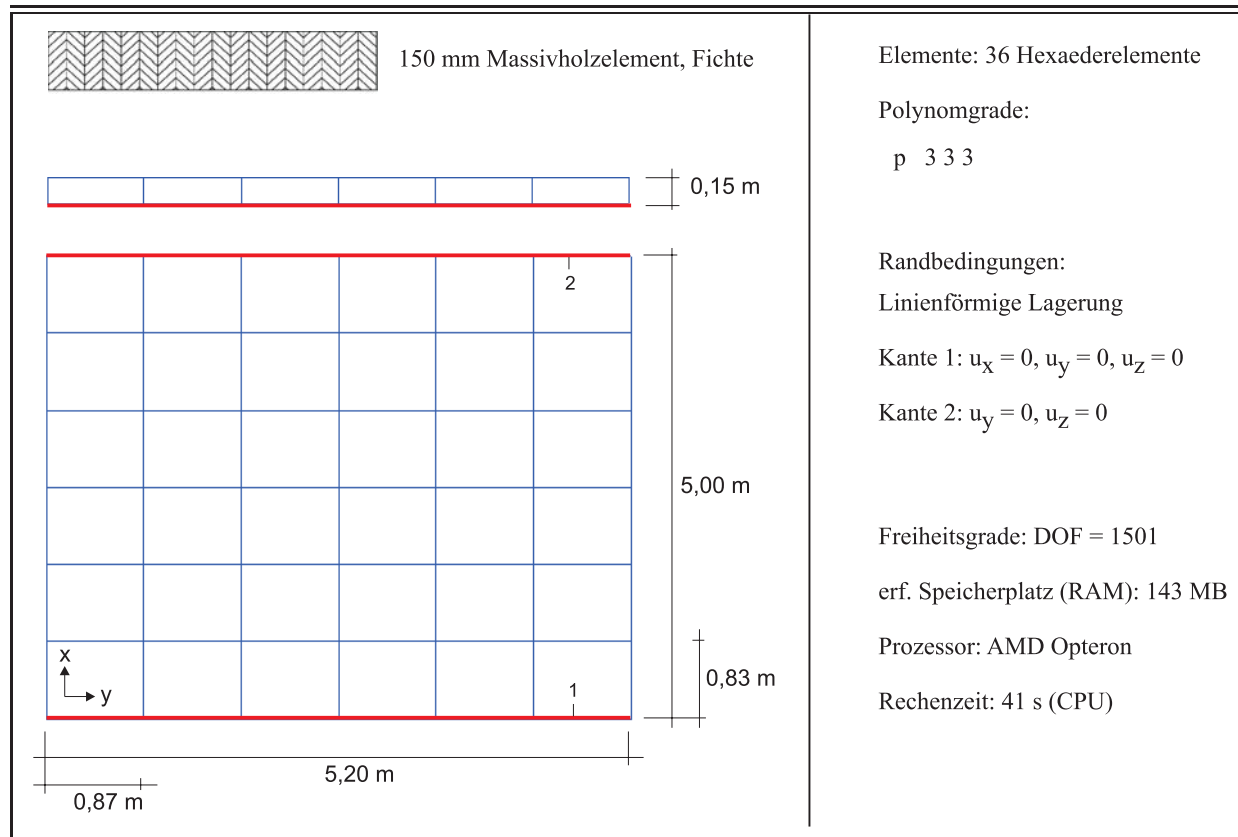 150 mm Massivholzelement, Fichte
0,15 m
2
5,00 m
x
y
1
0,83 m
5,20 m
0,87 m
Elemente: 36 Hexaederelemente
Polynomgrade:
p 3 3 3
Randbedingungen:
Linienförmige Lagerung
Kante 1: ux = 0, uy = 0, uz = 0
Kante 2: uy = 0, uz = 0
Freiheitsgrade: DOF = 1501
erf. Speicherplatz (RAM): 143 MB
Prozessor: AMD Opteron
Rechenzeit: 41 s (CPU)